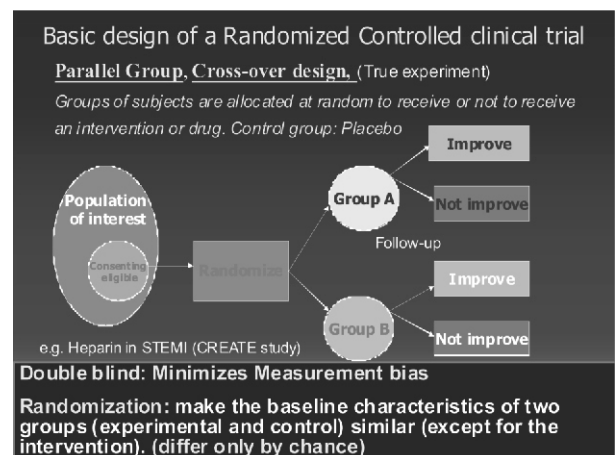 Basic design of a Randomized Controlled clinical trial
Parallel Group, Cross-over design, (True experiment)
Groups of subjects are allocated at random to receive or not to receive
an intervention or drug. Control group: Placebo
Improve
Population
of interest
Group A
Not improve
Follow-up
Consenting
eligible
Randomize
Improve
Group B
Not improve
e.g. Heparin in STEMI (CREATE study)
Double blind: Minimizes Measurement bias
Randomization: make the baseline characteristics of two
groups (experimental and control) similar (except for the
intervention). (differ only by chance)